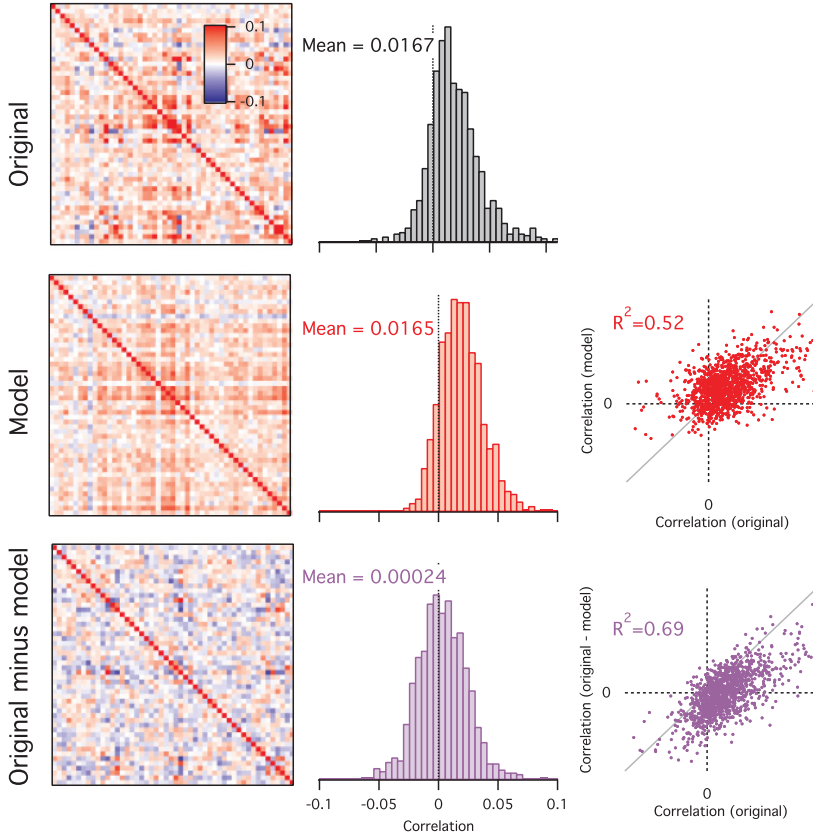 Original
0.1
0
-0.1
Mean = 0.0167
Model
Mean = 0.0165
R²=0.52
Correlation (model)
0
0
Correlation (original)
Original minus model
Mean = 0.00024
-0.1
-0.05
0
0.05
0.1
Correlation
R²=0.69
Correlation (original - model)
0
0
Correlation (original)